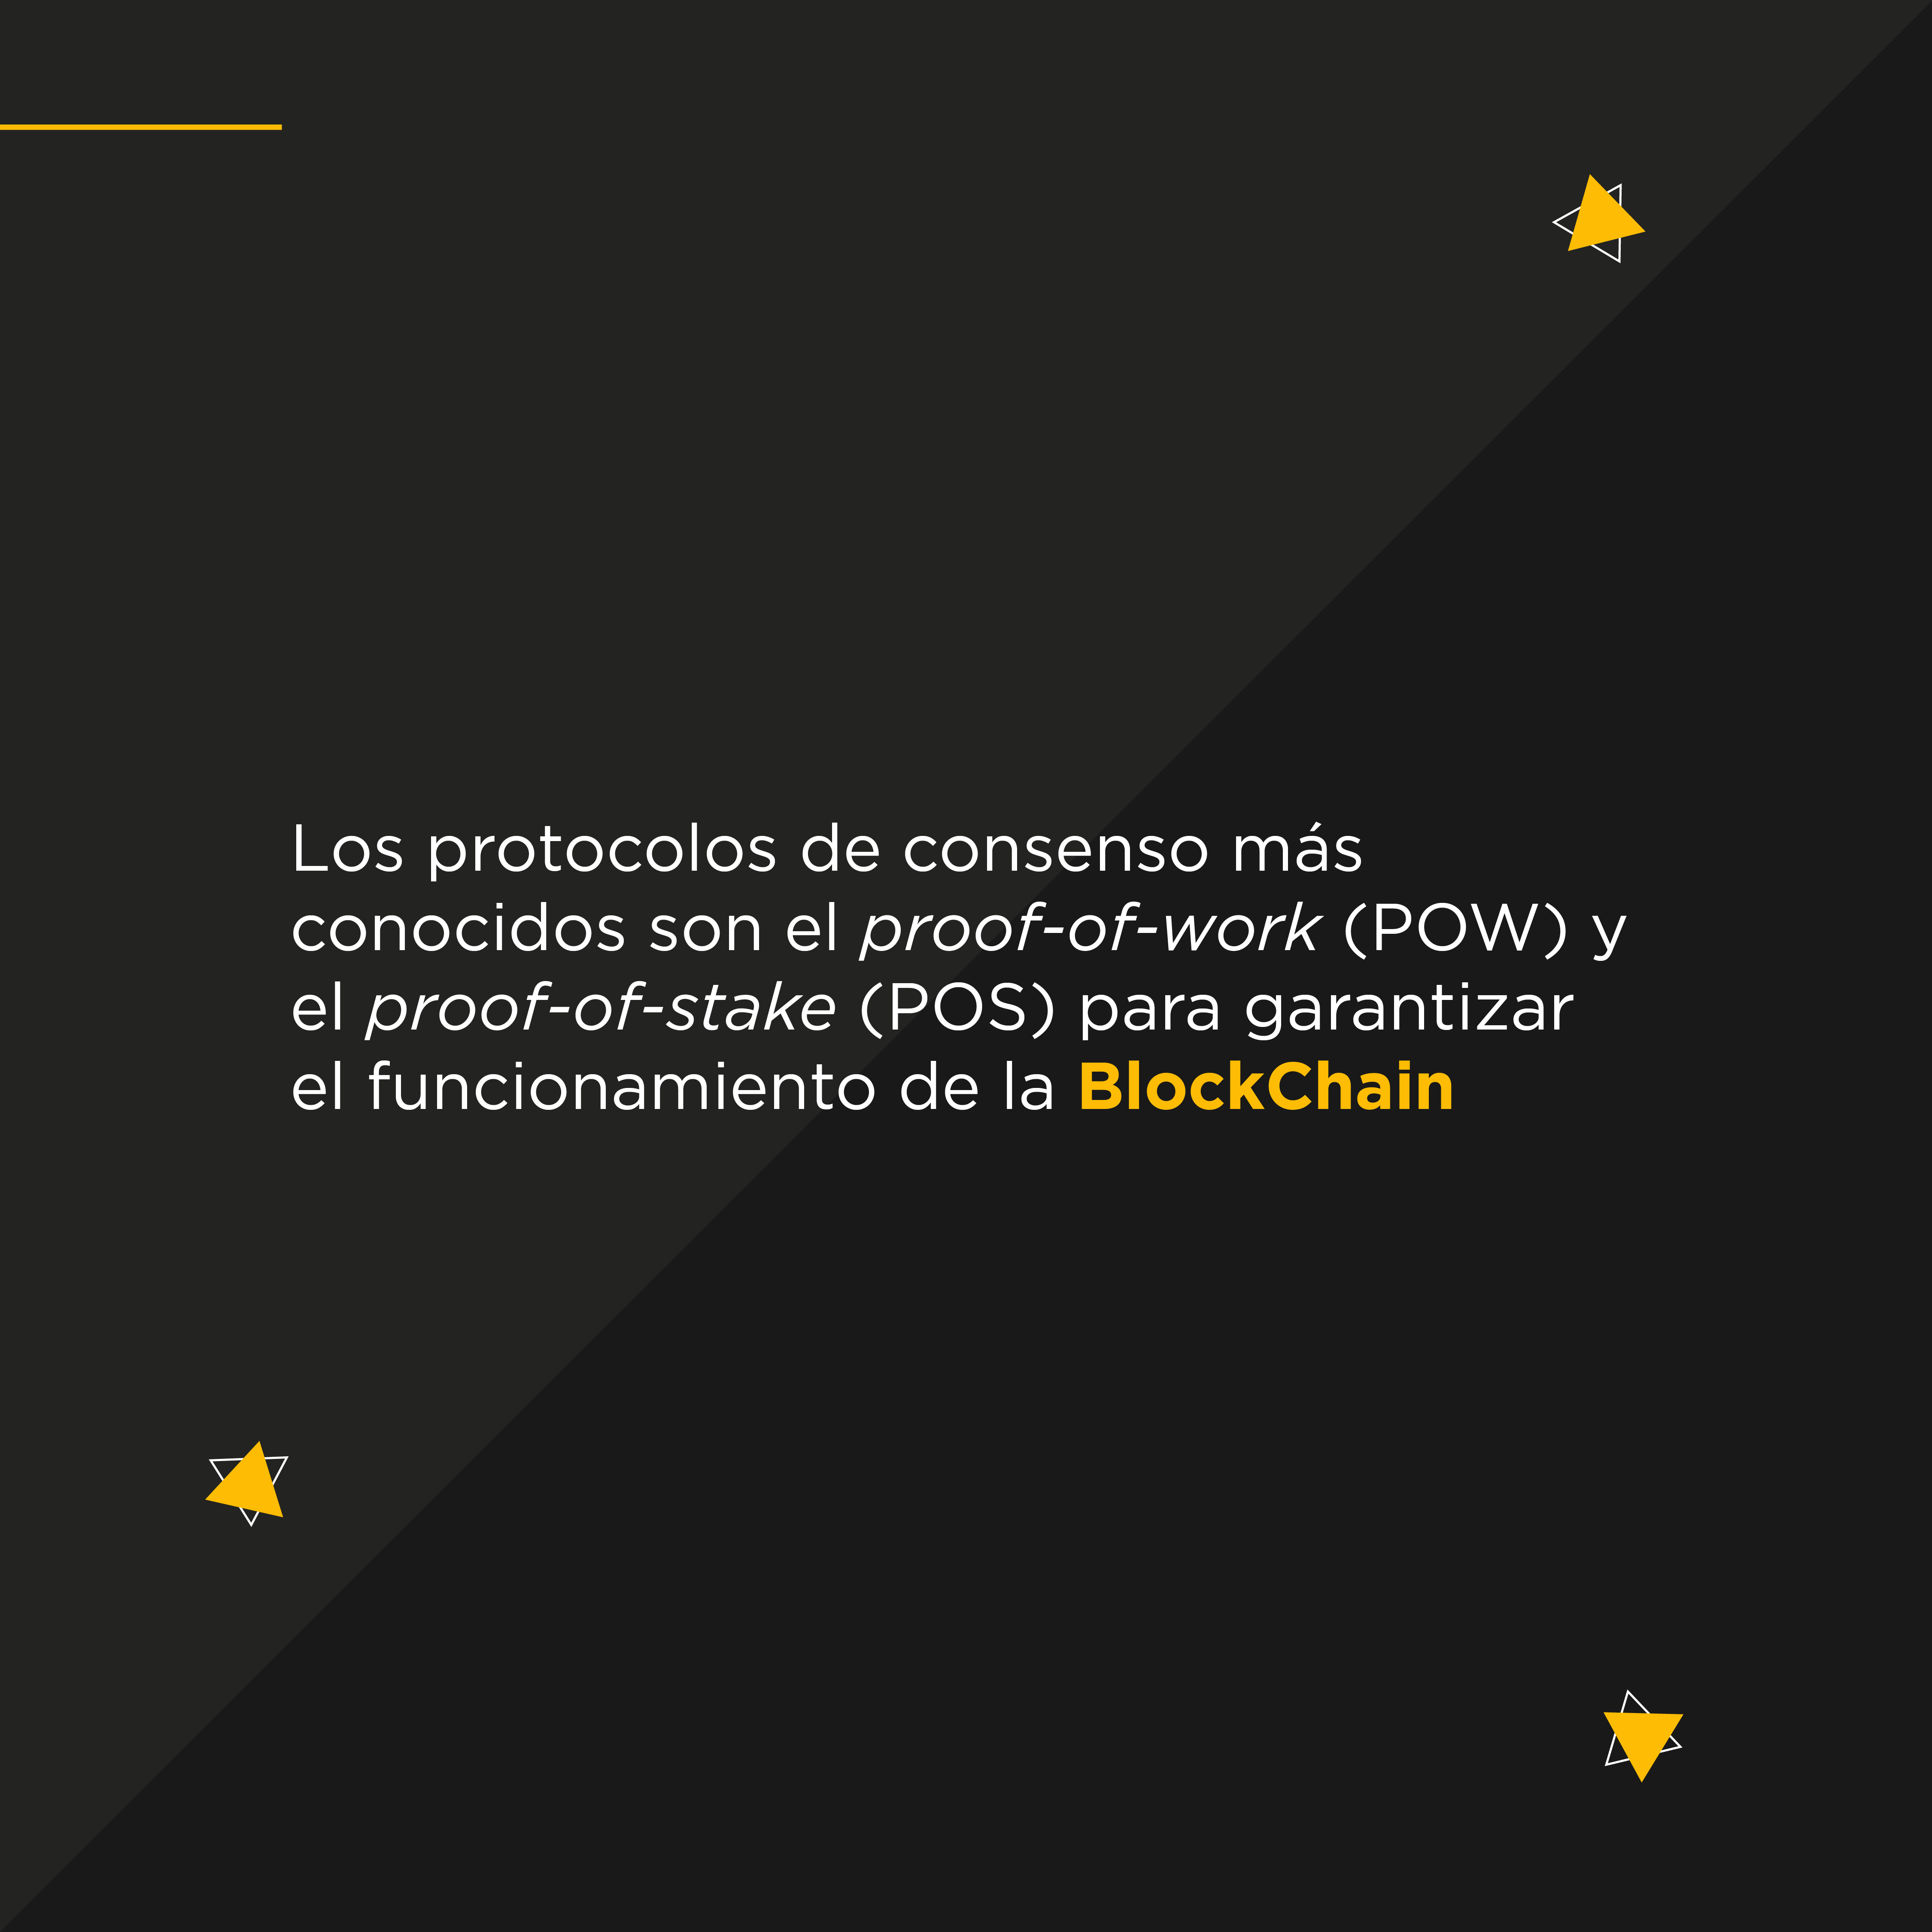 Los protocolos de consenso más
conocidos son el proof-of-work (POW) y
el proof-of-stake (POS) para garantizar
el funcionamiento de la BlockChain